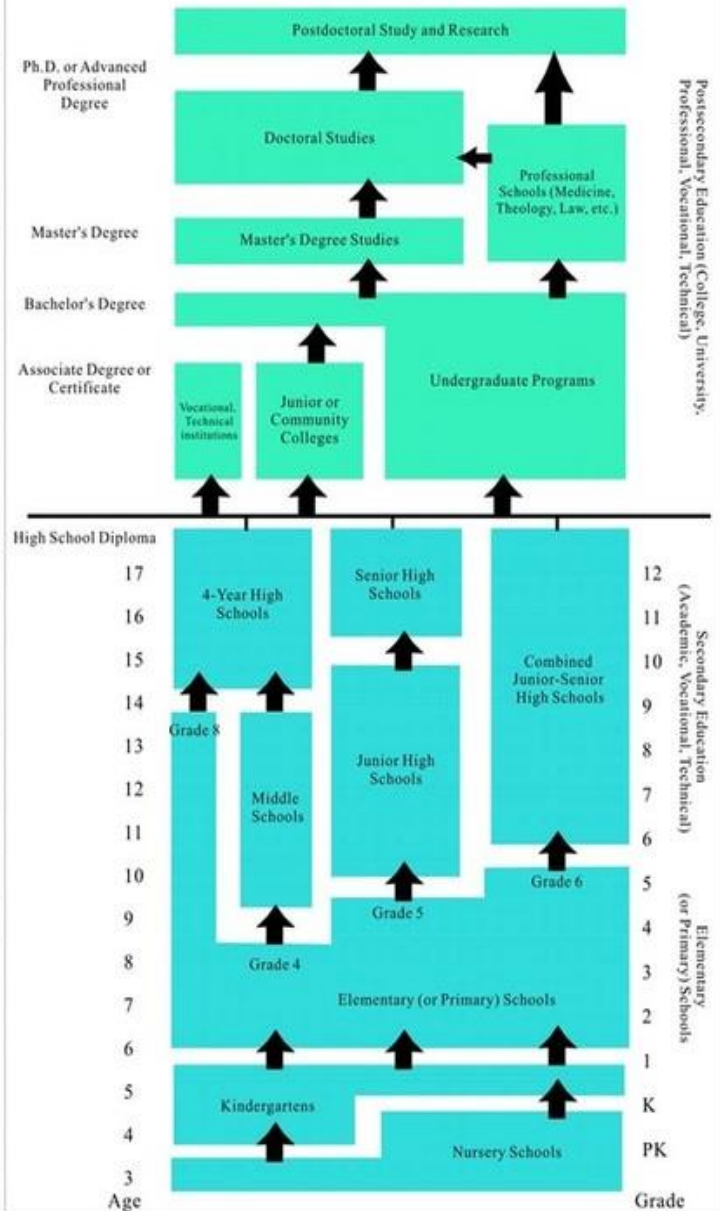 Postdoctoral Study and Research
Ph.D. or Advanced
Professional
Degree
Doctoral Studies
Professional
Schools (Medicine,
Theology, Law, etc.)
Master's Degree
Master's Degree Studies
Bachelor's Degree
Associate Degree or
Certificate
Vocational,
Technical
institutions
Junior or
Community
Colleges
Undergraduate Programs
Postsecondary Education (College, University,
Professional, Vocational, Technical)
High School Diploma
17
16
15
14
13
12
11
10
9
8
7
6
5
4
3
Age
4-Year High
Schools
Senior High
Schools
Combined
Junior-Senior
High Schools
Grade 8
Middle
Schools
Junior High
Schools
Grade 4
Grade 5
Grade 6
Elementary (or Primary) Schools
Kindergartens
Nursery Schools
12
11
10
9
8
7
6
5
4
3
2
1
K
PK
Grade
Secondary Education
(Academic, Vocational, Technical)
Elementary
(or Primary) Schools